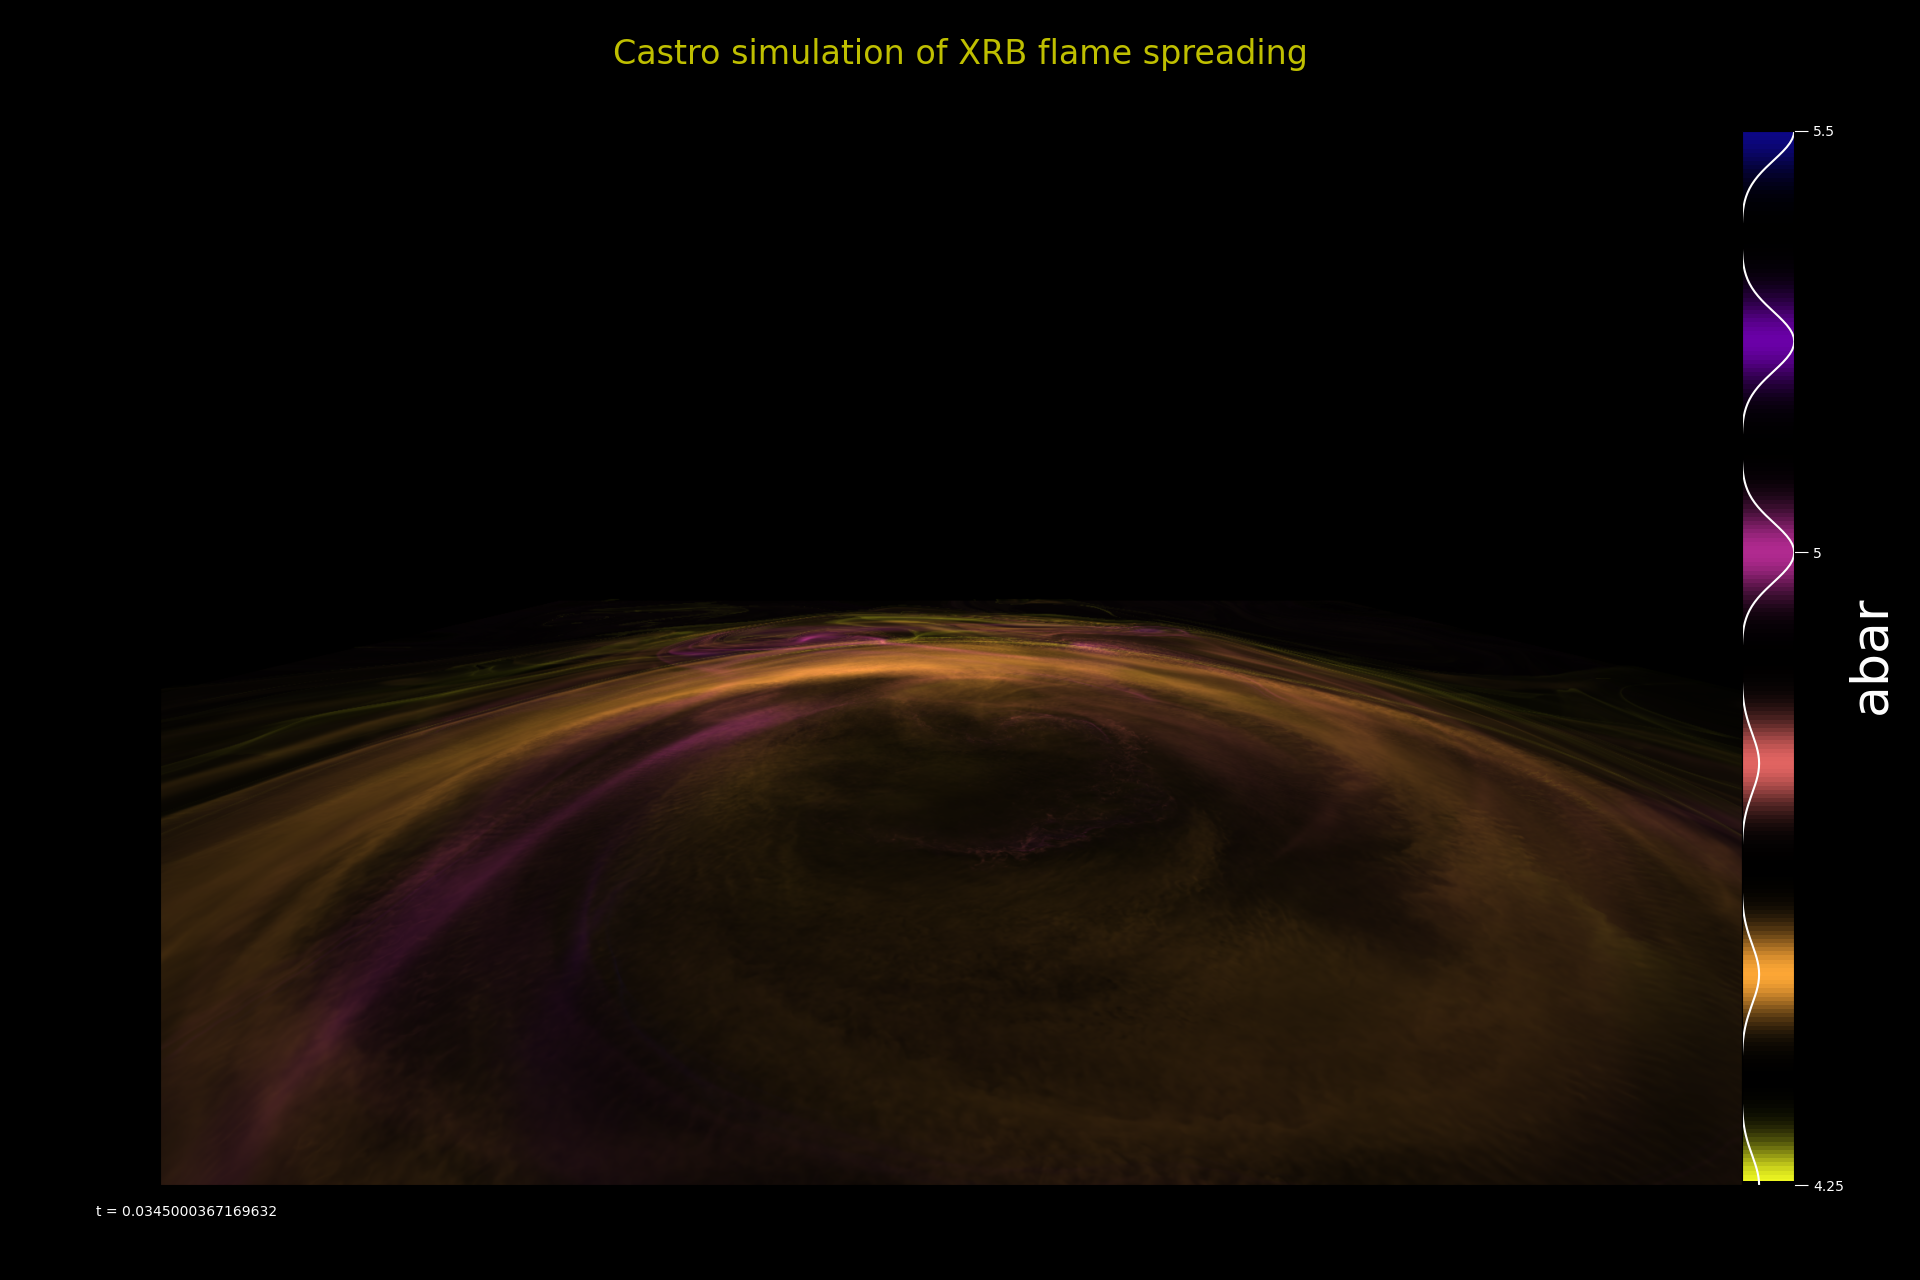 Castro simulation of XRB flame spreading
5.5
5
abar
4.25
t = 0.0345000367169632